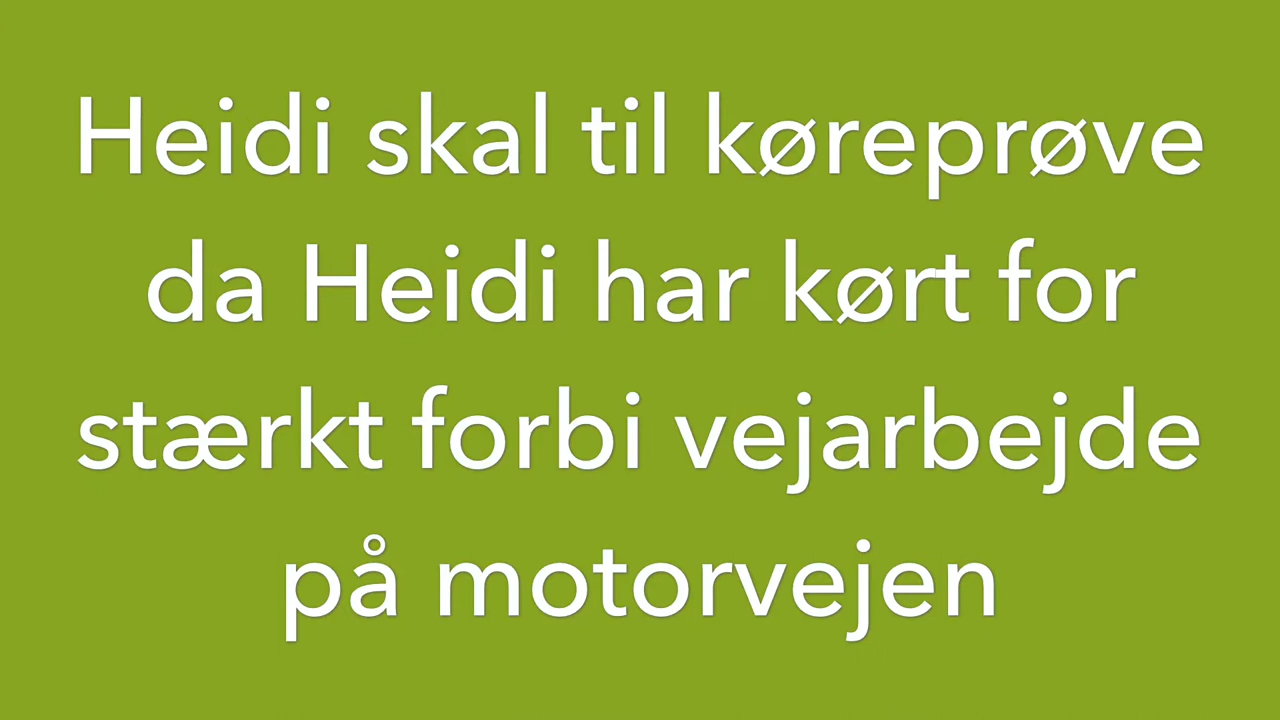 Heidi skal til køreprøve
da Heidi har kørt for
stærkt forbi vejarbejde
på motorvejen